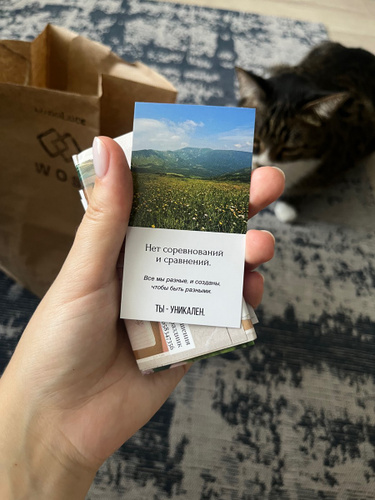 Нет соревнований
и сравнений.
Все мы разные, и созданы,
чтобы быть разными.
ТЫ - УНИКАЛЕН.